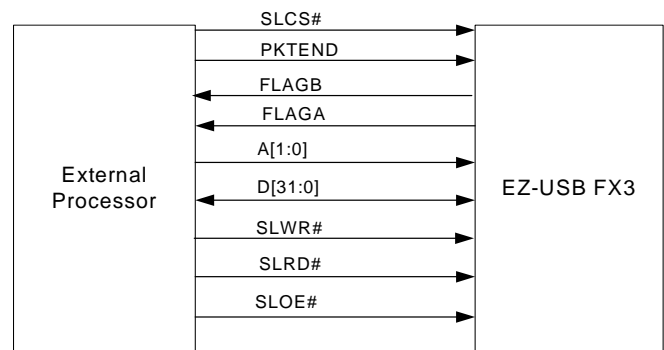 SLCS#
PKTEND
FLAGB
FLAGA
A[1:0]
D[31:0]
SLWR#
SLRD#
SLOE#
External
Processor
EZ-USB FX3